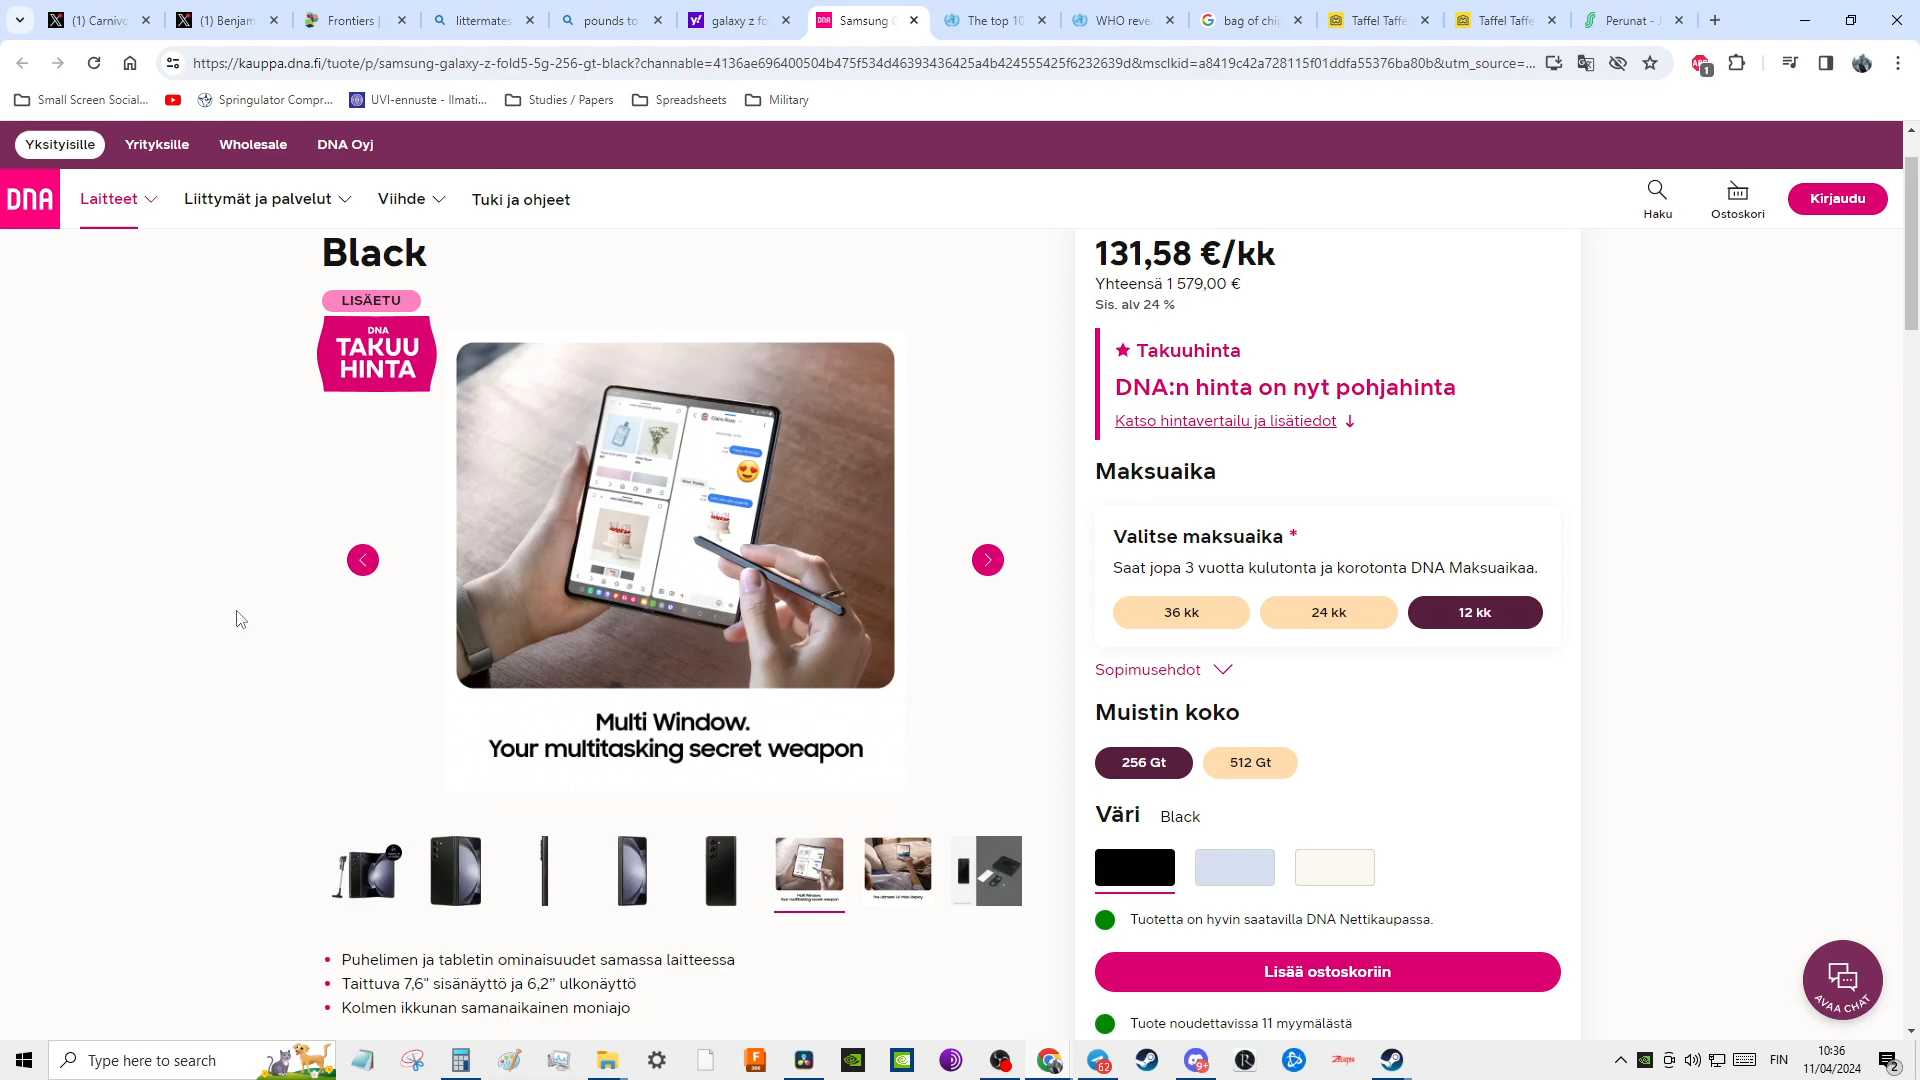 (1) Carnivo
(1) Benjam
Frontiers |
littermates
pounds to
galaxy z fo
Samsung G
The top 10
WHO reve
bag of chip
Taffel Taffe
Taffel Taffe
Perunat - J
https://kauppa.dna.fi/tuote/p/samsung-galaxy-z-fold5-5g-256-gt-black?channable=4136ae696400504b475f534d46393436425a4b424555425f6232639d&msclkid=a8419c42a728115f01ddfa55376ba80b&utm_source=...
ABP
1
Small Screen Social...
Springulator Compr...
UVI-ennuste - Ilmati...
Studies / Papers
Spreadsheets
Military
Yksityisille
Yrityksille
Wholesale
DNA Oyj
DNA
Laitteet
Liittymät ja palvelut
Viihde
Tuki ja ohjeet
Haku
Ostoskori
Kirjaudu
Black
LISÄETU
DNA
TAKUU
HINTA
Multi Window.
Your multitasking secret weapon
Puhelimen ja tabletin ominaisuudet samassa laitteessa
Taittuva 7,6" sisänäyttö ja 6,2” ulkonäyttö
Kolmen ikkunan samanaikainen moniajo
131,58 €/kk
Yhteensä 1 579,00 €
Sis. alv 24 %
Takuuhinta
DNA:n hinta on nyt pohjahinta
Katso hintavertailu ja lisätiedot ↓
Maksuaika
Valitse maksuaika *
Saat jopa 3 vuotta kulutonta ja korotonta DNA Maksuaikaa.
36 kk
24 kk
12 kk
Sopimusehdot
Muistin koko
256 Gt
512 Gt
Väri Black
Tuotetta on hyvin saatavilla DNA Nettikaupassa.
Lisää ostoskoriin
Tuote noudettavissa 11 myymälästä
AVAA CHAT
Type here to search
62
9+
FIN
10:36
11/04/2024
2